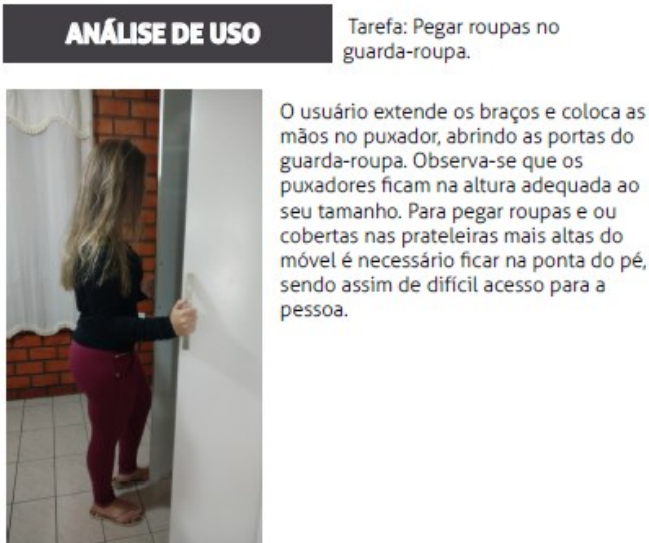 ANÁLISE DE USO
Tarefa: Pegar roupas no
guarda-roupa.
O usuário extende os braços e coloca as
mãos no puxador, abrindo as portas do
guarda-roupa. Observa-se que os
puxadores ficam na altura adequada ao
seu tamanho. Para pegar roupas e ou
cobertas nas prateleiras mais altas do
móvel é necessário ficar na ponta do pé,
sendo assim de difícil acesso para a
pessoa.